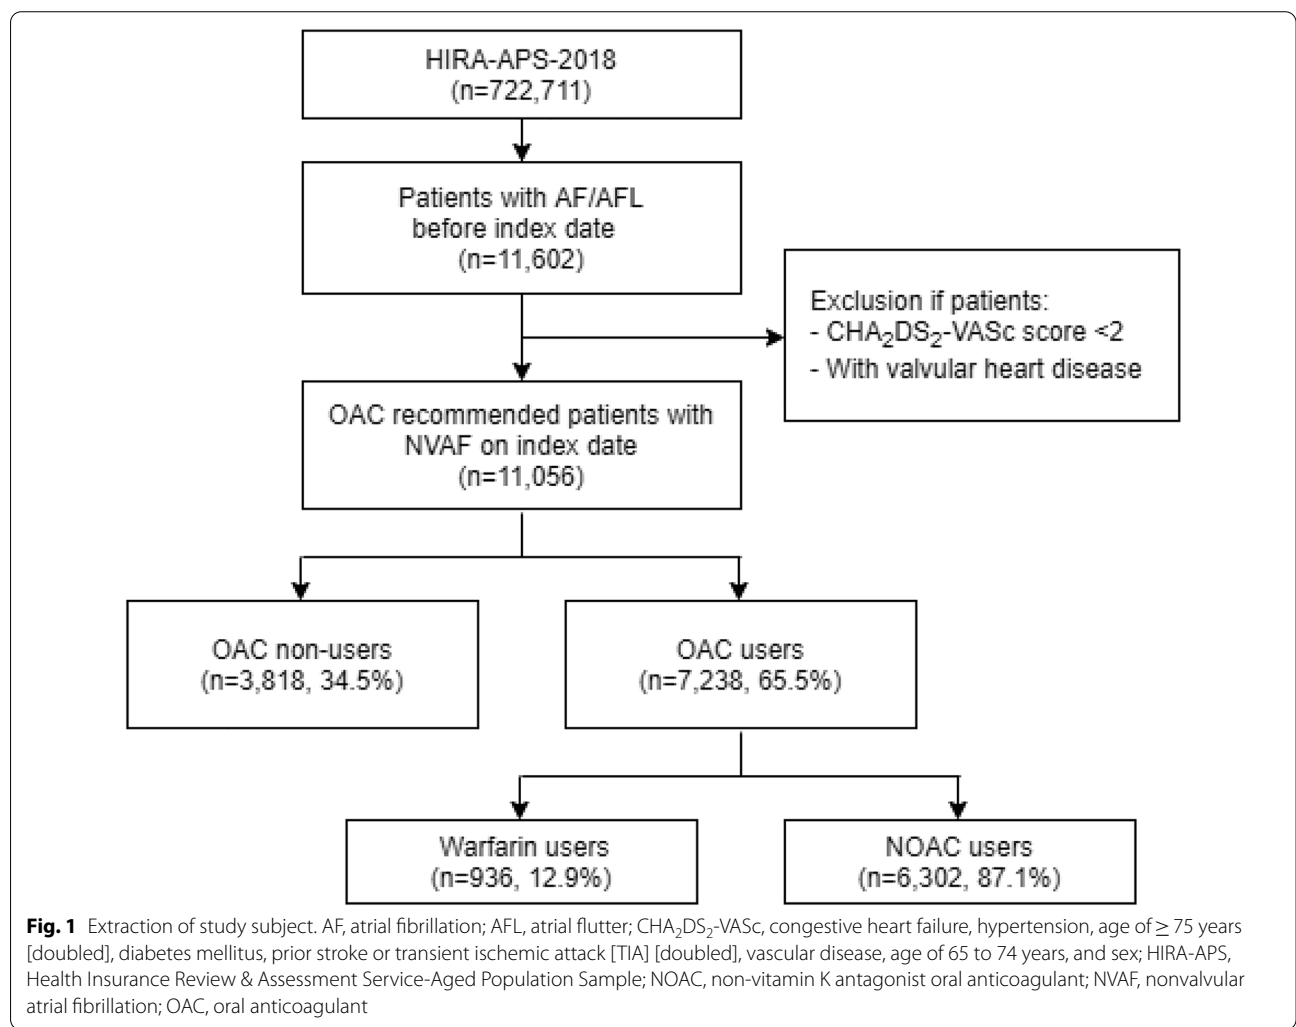 HIRA-APS-2018
(n=722,711)
Patients with AF/AFL
before index date
(n=11,602)
Exclusion if patients:
- CHA₂DS₂-VASc score <2
- With valvular heart disease
OAC recommended patients with
NVAF on index date
(n=11,056)
OAC non-users
(n=3,818, 34.5%)
OAC users
(n=7,238, 65.5%)
Warfarin users
(n=936, 12.9%)
NOAC users
(n=6,302, 87.1%)
Fig. 1 Extraction of study subject. AF, atrial fibrillation; AFL, atrial flutter; CHA₂DS₂-VASc, congestive heart failure, hypertension, age of ≥ 75 years
[doubled], diabetes mellitus, prior stroke or transient ischemic attack [TIA] [doubled], vascular disease, age of 65 to 74 years, and sex; HIRA-APS,
Health Insurance Review & Assessment Service-Aged Population Sample; NOAC, non-vitamin K antagonist oral anticoagulant; NVAF, nonvalvular
atrial fibrillation; OAC, oral anticoagulant